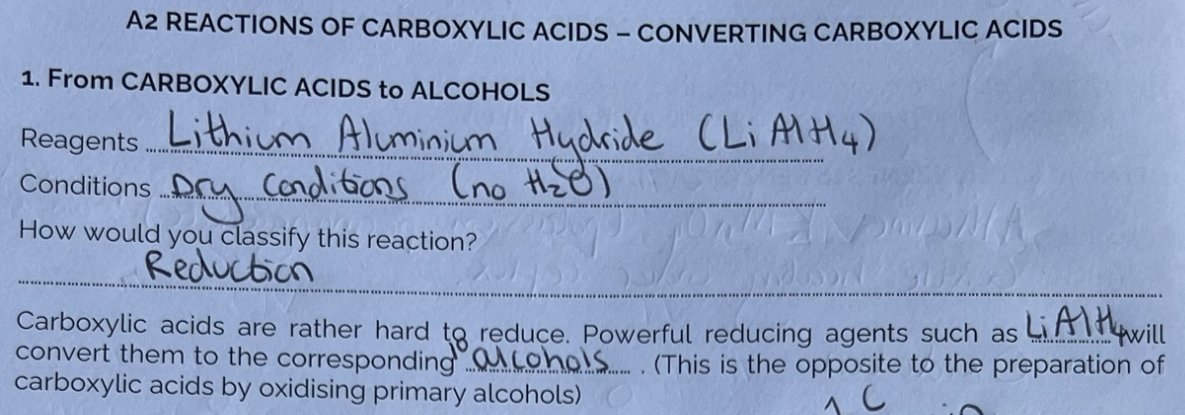 A2 REACTIONS OF CARBOXYLIC ACIDS – CONVERTING CARBOXYLIC ACIDS
1. From CARBOXYLIC ACIDS to ALCOHOLS
Reagents Lithium Aluminium Hydride (LiAlH4)
Conditions Dry conditions (no H2O)
How would you classify this reaction?
Reduction
Carboxylic acids are rather hard to reduce. Powerful reducing agents such as LiAlH4 will
convert them to the corresponding 1° alcohols. (This is the opposite to the preparation of
carboxylic acids by oxidising primary alcohols)